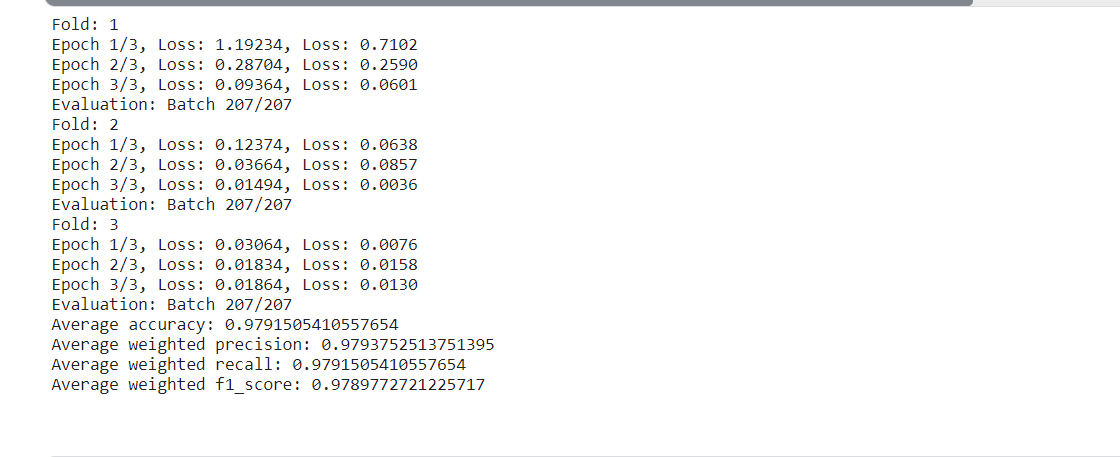 Fold: 1
Epoch 1/3, Loss: 1.19234, Loss: 0.7102
Epoch 2/3, Loss: 0.28704, Loss: 0.2590
Epoch 3/3, Loss: 0.09364, Loss: 0.0601
Evaluation: Batch 207/207
Fold: 2
Epoch 1/3, Loss: 0.12374, Loss: 0.0638
Epoch 2/3, Loss: 0.03664, Loss: 0.0857
Epoch 3/3, Loss: 0.01494, Loss: 0.0036
Evaluation: Batch 207/207
Fold: 3
Epoch 1/3, Loss: 0.03064, Loss: 0.0076
Epoch 2/3, Loss: 0.01834, Loss: 0.0158
Epoch 3/3, Loss: 0.01864, Loss: 0.0130
Evaluation: Batch 207/207
Average accuracy: 0.9791505410557654
Average weighted precision: 0.9793752513751395
Average weighted recall: 0.9791505410557654
Average weighted f1_score: 0.9789772721225717